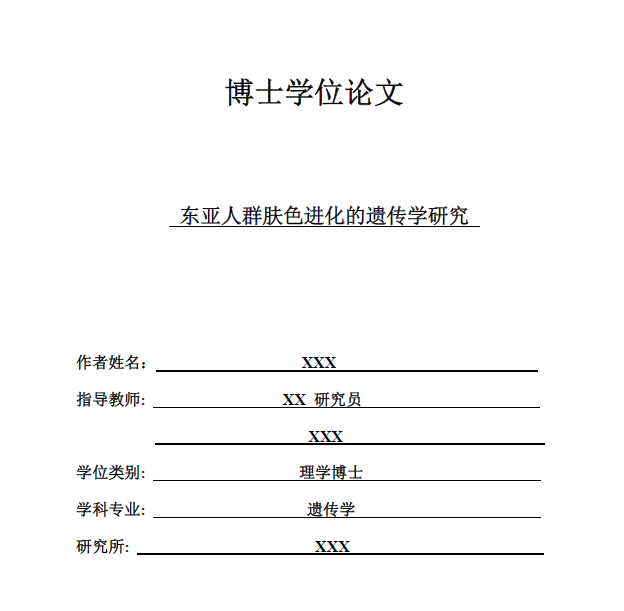 博士学位论文
东亚人群肤色进化的遗传学研究
作者姓名： XXX
指导教师: XX 研究员
XXX
学位类别: 理学博士
学科专业: 遗传学
研究所: XXX